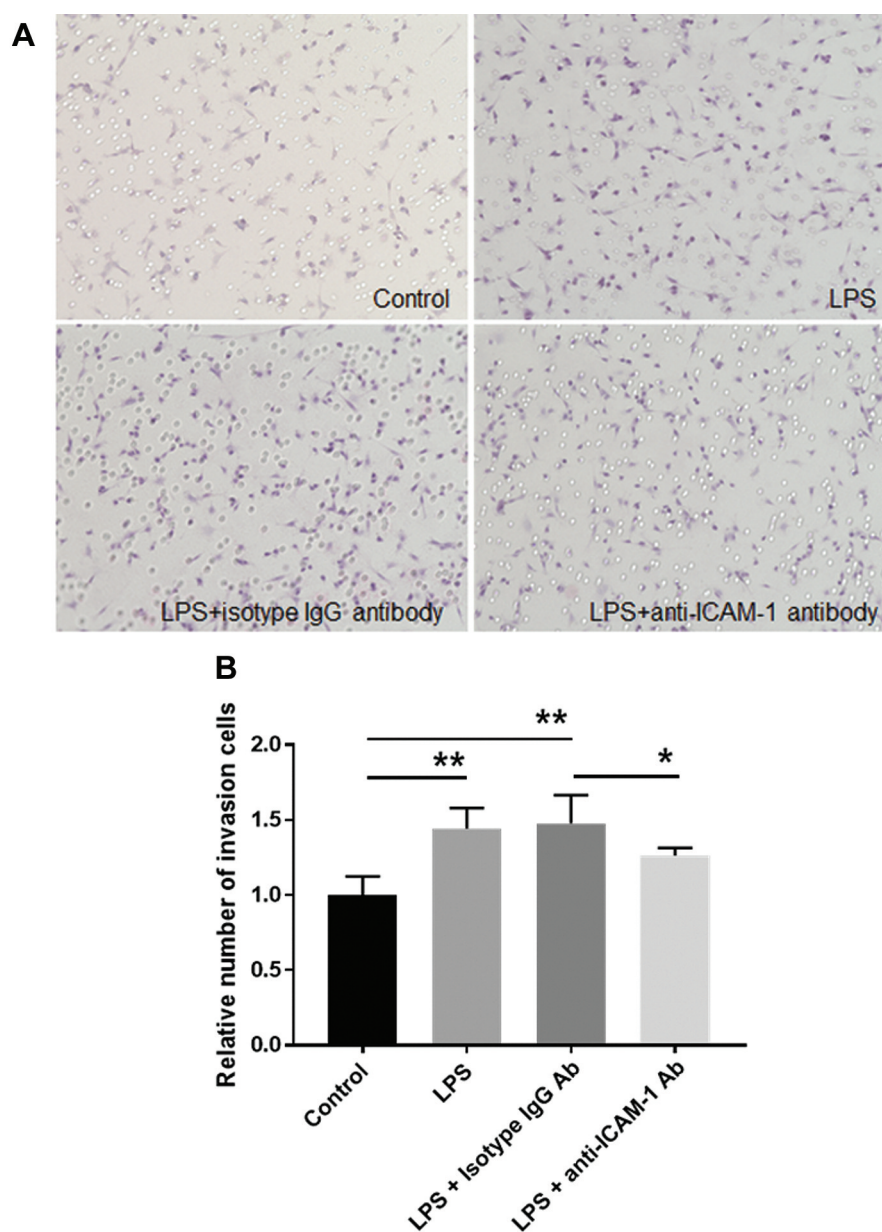 A
Control
LPS
LPS+isotype IgG antibody
LPS+anti-ICAM-1 antibody
B
Relative number of invasion cells
2.0
1.5
1.0
0.5
0.0
**
**
*
Control
LPS
LPS + Isotype IgG Ab
LPS + anti-ICAM-1 Ab